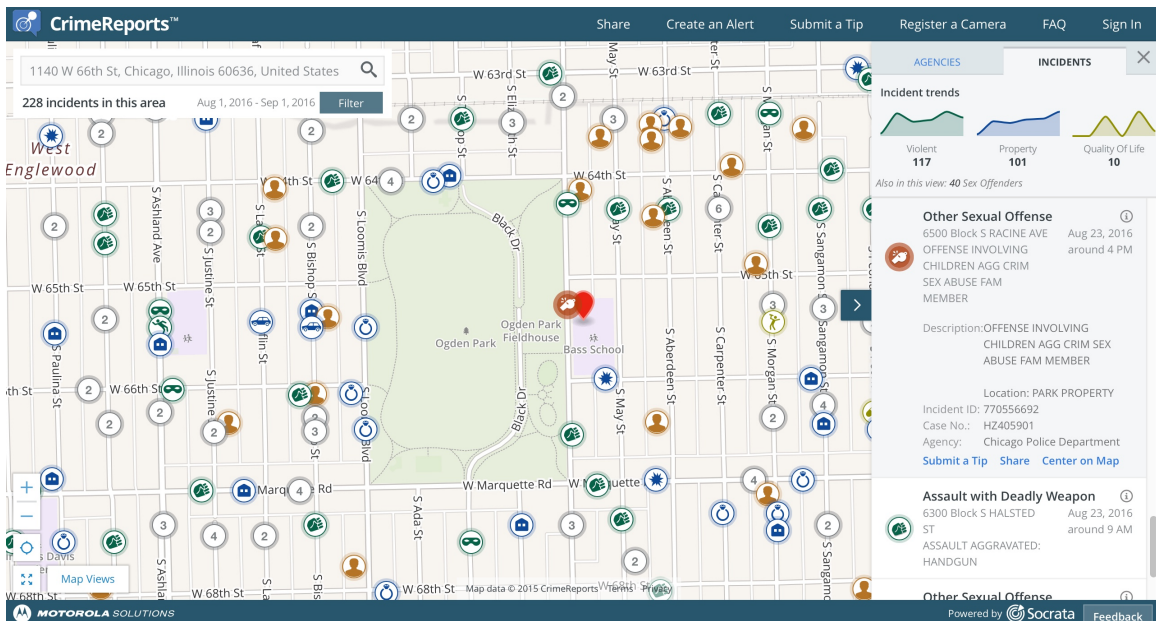 CrimeReports™
Share
Create an Alert
Submit a Tip
Register a Camera
FAQ
Sign In
1140 W 66th St, Chicago, Illinois 60636, United States
228 incidents in this area
Aug 1, 2016 - Sep 1, 2016
Filter
AGENCIES
INCIDENTS
Incident trends
Violent
117
Property
101
Quality Of Life
10
Also in this view: 40 Sex Offenders
Other Sexual Offense
6500 Block S RACINE AVE
OFFENSE INVOLVING
CHILDREN AGG CRIM
SEX ABUSE FAM
MEMBER
Aug 23, 2016
around 4 PM
Description: OFFENSE INVOLVING
CHILDREN AGG CRIM SEX
ABUSE FAM MEMBER
Location: PARK PROPERTY
Incident ID: 770556692
Case No.: HZ405901
Agency: Chicago Police Department
Submit a Tip
Share
Center on Map
Assault with Deadly Weapon
6300 Block S HALSTED
ST
ASSAULT AGGRAVATED:
HANDGUN
Aug 23, 2016
around 9 AM
Other Sexual Offense
W 63rd St
W 63rd St
West
Englewood
W 64th St
W 65th St
W 65th St
W 66th St
W Marquette Rd
W 68th St
W 68th St
S Ashland Ave
S Justine St
S Loomis Blvd
S Paulina St
S Ada St
S May St
S Aberdeen St
S Carpenter St
S Morgan St
S Sangamon St
Black Dr
Black Dr
Ogden Park
Ogden Park
Fieldhouse
Bass School
Map Views
Map data © 2015 CrimeReports
Terms
Privacy
MOTOROLA SOLUTIONS
Powered by Socrata
Feedback